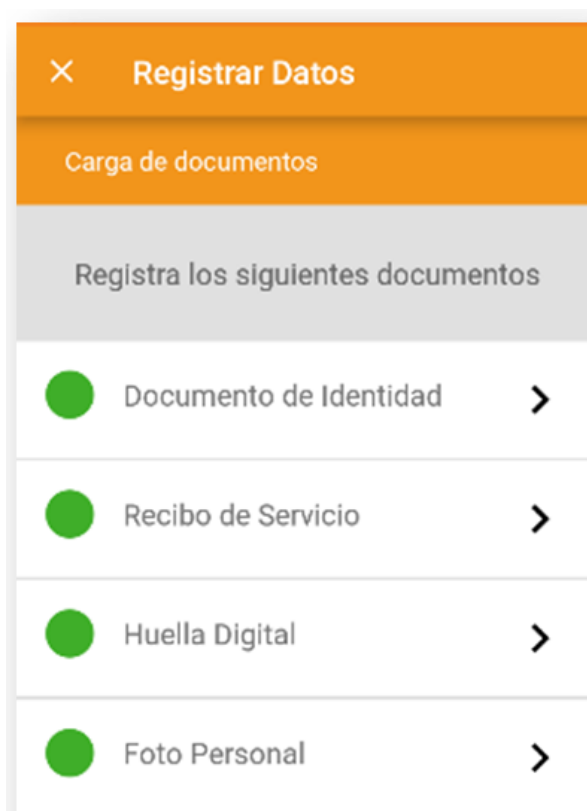 Registrar Datos
Carga de documentos
Registra los siguientes documentos
Documento de Identidad
Recibo de Servicio
Huella Digital
Foto Personal